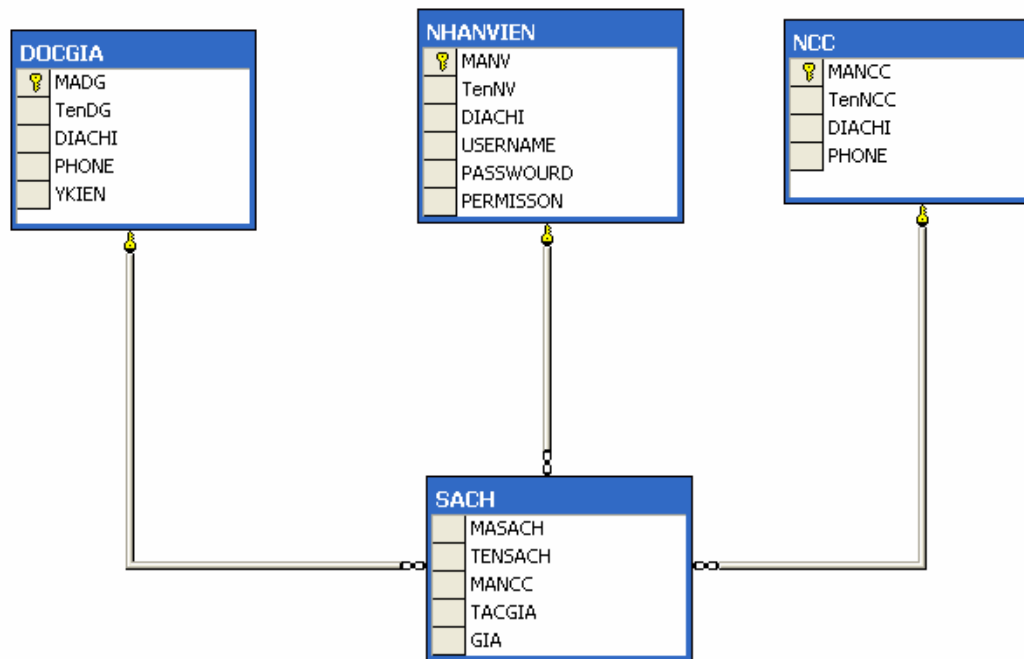 DOCGIA
MADG
TenDG
DIACHI
PHONE
YKIEN
NHANVIEN
MANV
TenNV
DIACHI
USERNAME
PASSWOURD
PERMISSON
NCC
MANCC
TenNCC
DIACHI
PHONE
SACH
MASACH
TENSACH
MANCC
TACGIA
GIA